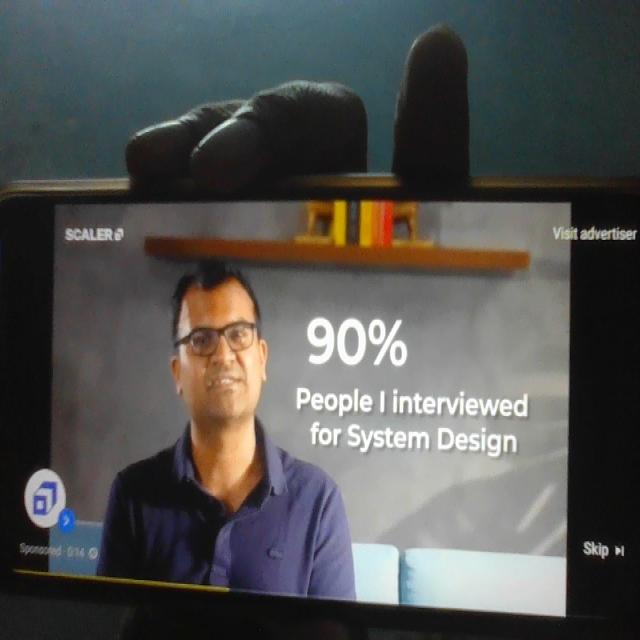 SCALER
Visit advertiser
90%
People I interviewed
for System Design
Sponsored · 0:14
Skip